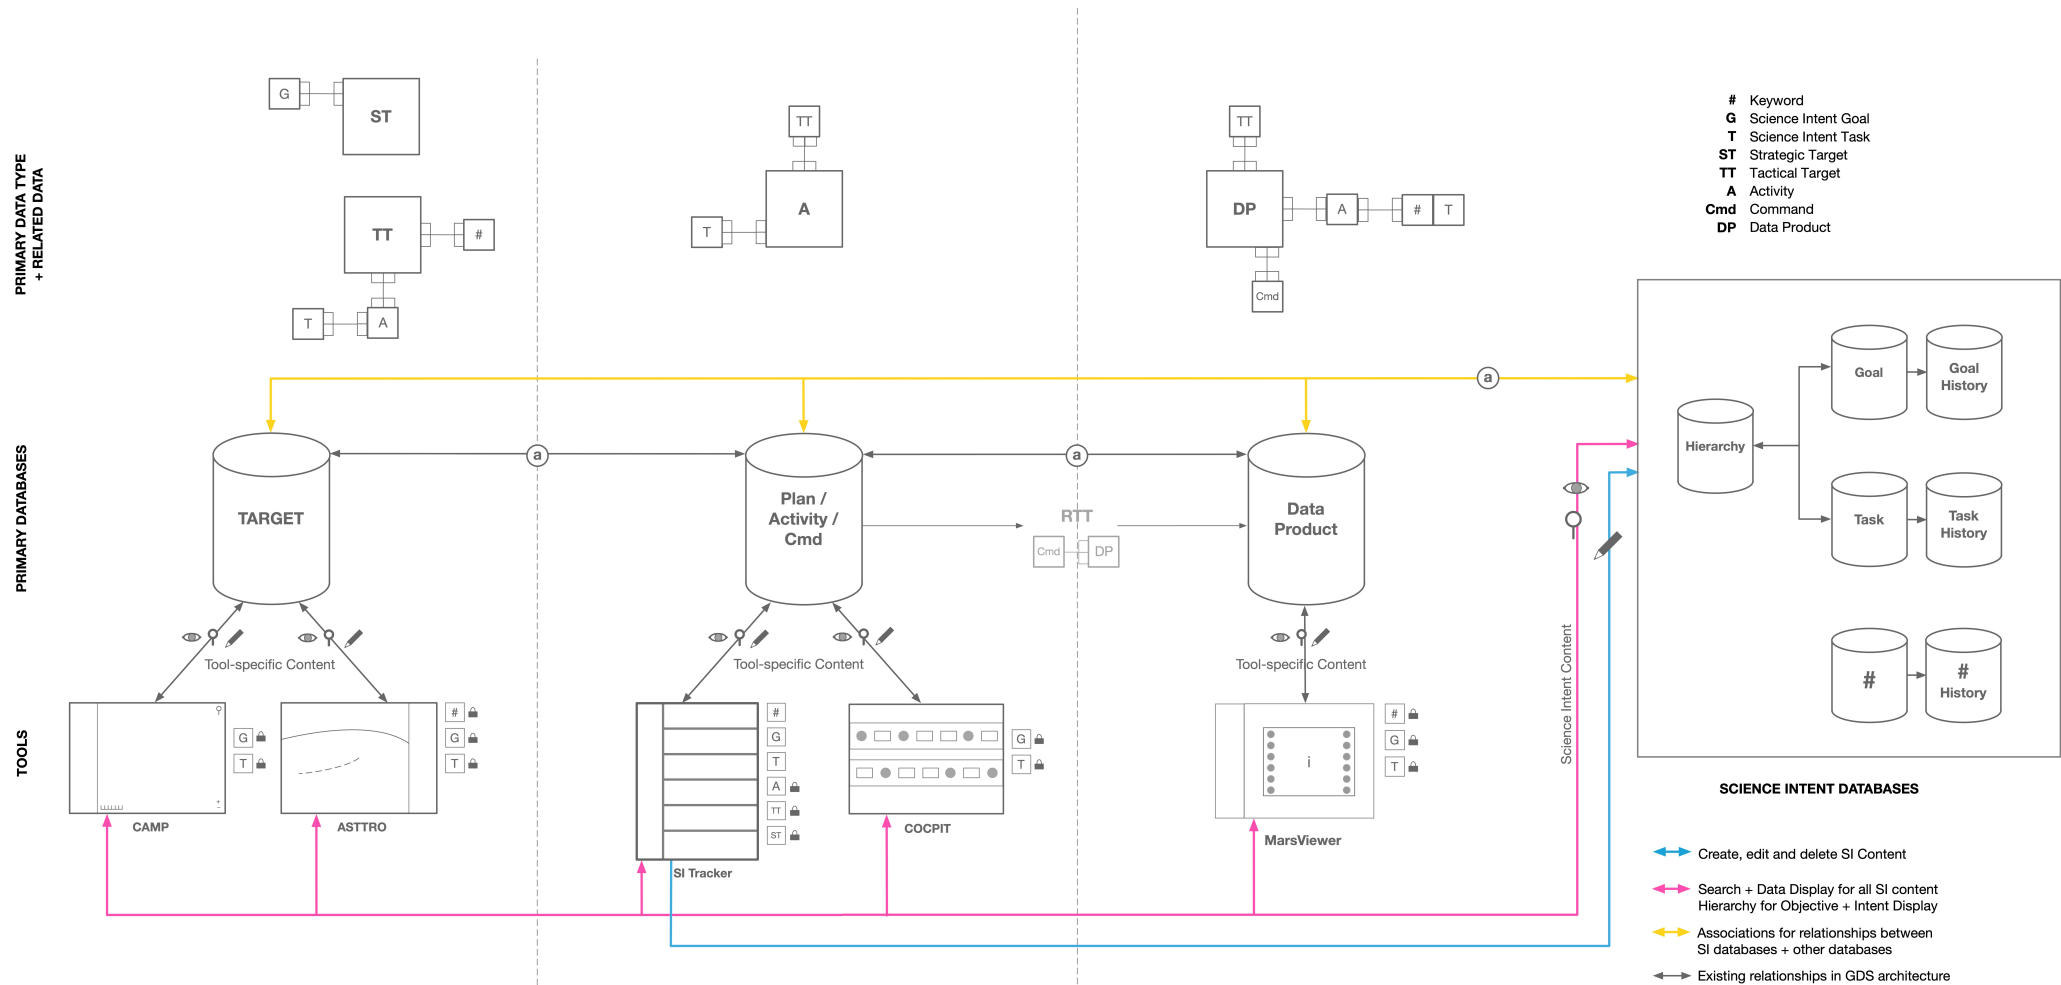 PRIMARY DATA TYPE
+ RELATED DATA
G
ST
TT
#
T
A
TT
A
T
TT
DP
A
#
T
Cmd
# Keyword
G Science Intent Goal
T Science Intent Task
ST Strategic Target
TT Tactical Target
A Activity
Cmd Command
DP Data Product
PRIMARY DATABASES
a
a
a
TARGET
Plan /
Activity /
Cmd
RTT
Cmd
DP
Data
Product
Hierarchy
Goal
Goal
History
Task
Task
History
#
#
History
SCIENCE INTENT DATABASES
Tool-specific Content
Tool-specific Content
Tool-specific Content
Science Intent Content
TOOLS
G
T
CAMP
#
G
T
ASTTRO
#
G
T
A
TT
ST
SI Tracker
G
T
COCPIT
i
#
G
T
MarsViewer
Create, edit and delete SI Content
Search + Data Display for all SI content
Hierarchy for Objective + Intent Display
Associations for relationships between
SI databases + other databases
Existing relationships in GDS architecture